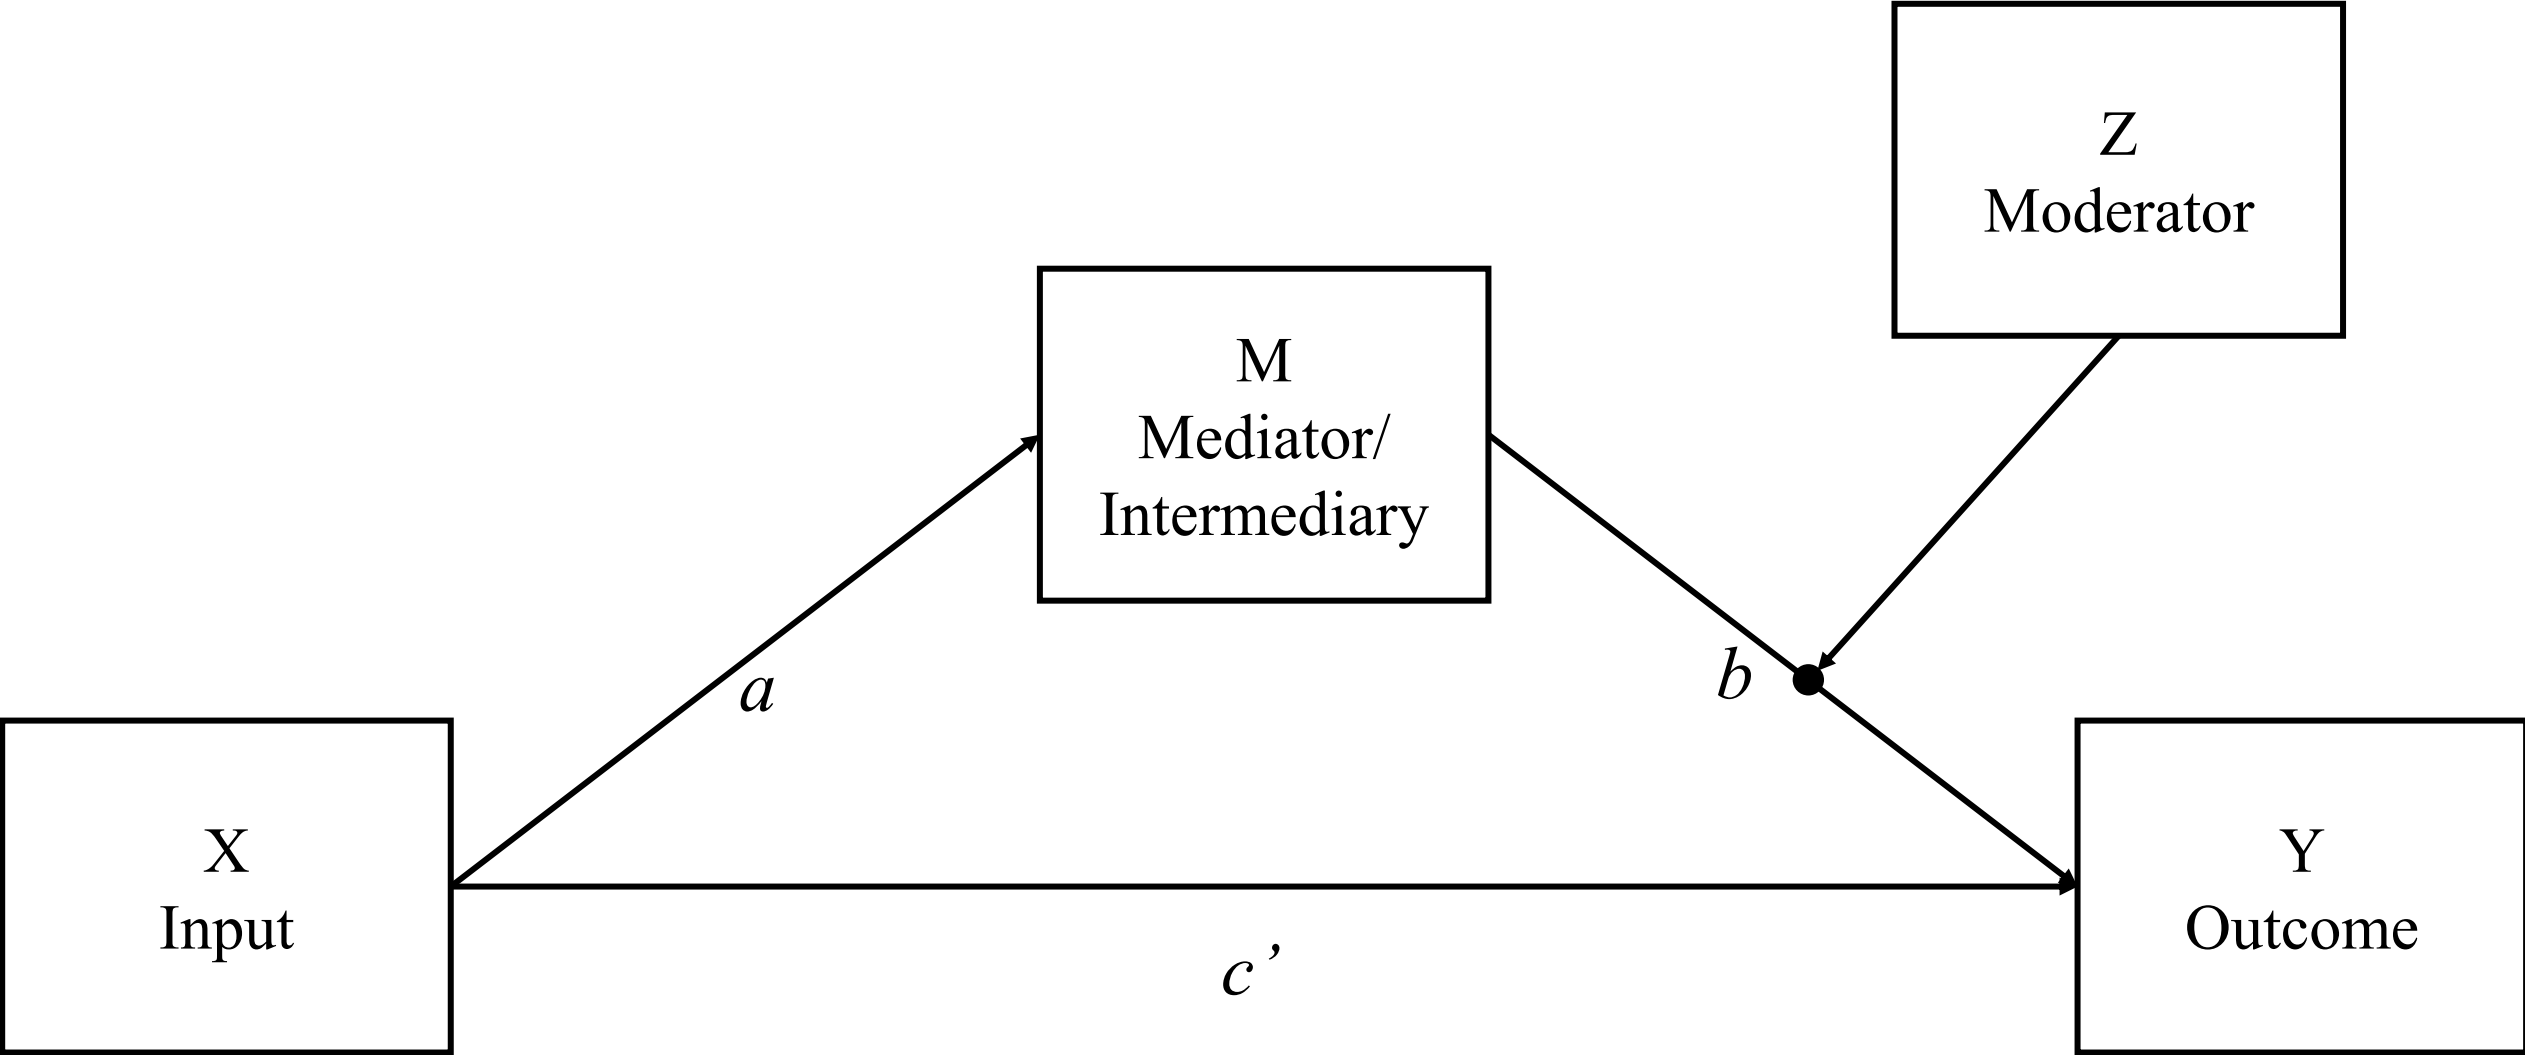 Z
Moderator
M
Mediator/
Intermediary
a
b
X
Input
Y
Outcome
c’